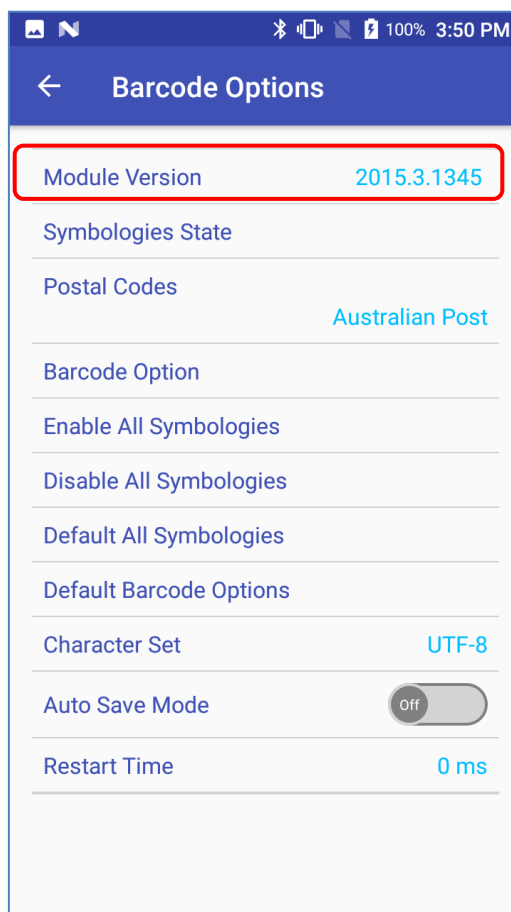 100% 3:50 PM
Barcode Options
Module Version 2015.3.1345
Symbologies State
Postal Codes
Australian Post
Barcode Option
Enable All Symbologies
Disable All Symbologies
Default All Symbologies
Default Barcode Options
Character Set UTF-8
Auto Save Mode Off
Restart Time 0 ms